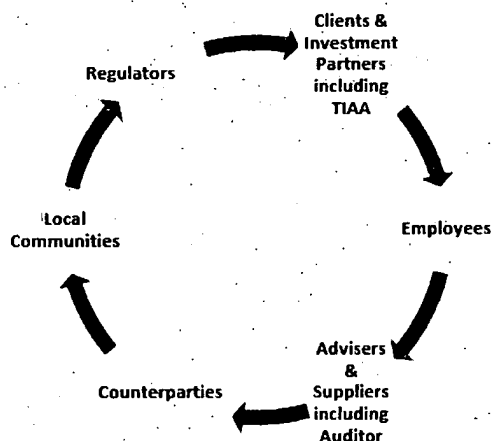 Clients &
Investment
Partners
including
TIAA
Regulators
Employees
Local
Communities
Advisers
&
Suppliers
including
Auditor
Counterparties